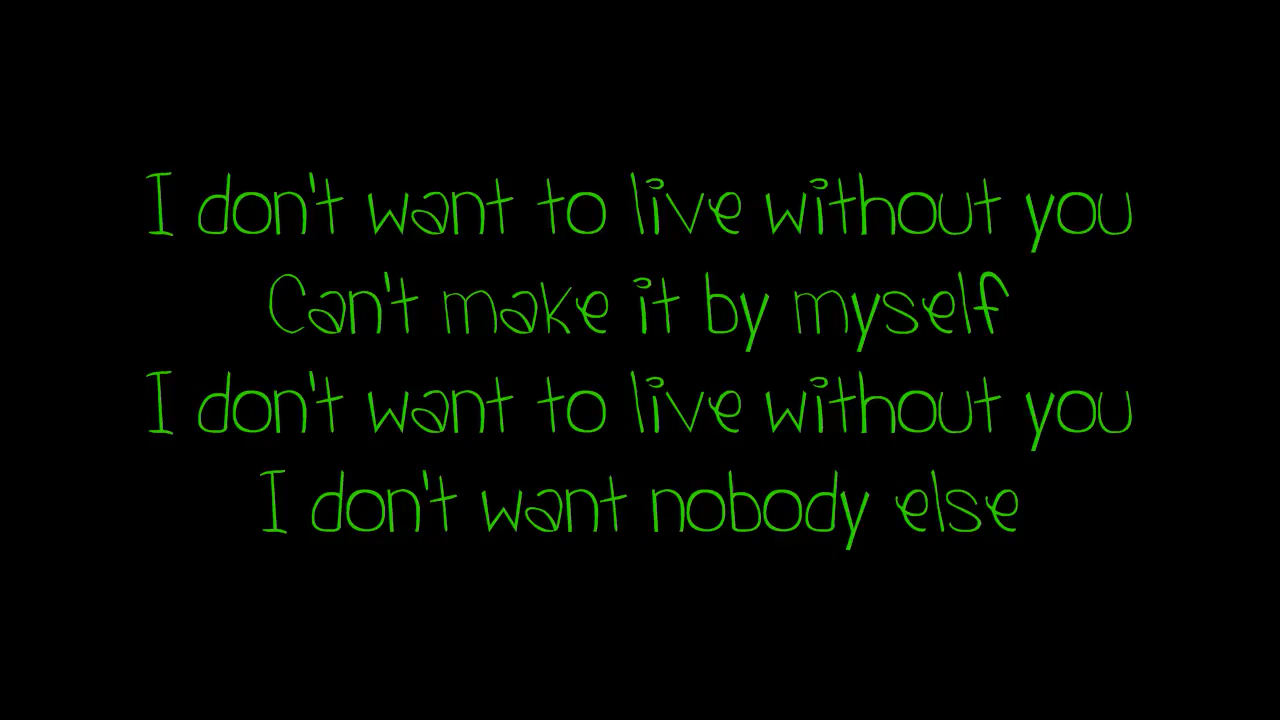 I don't want to live without you
Can't make it by myself
I don't want to live without you
I don't want nobody else